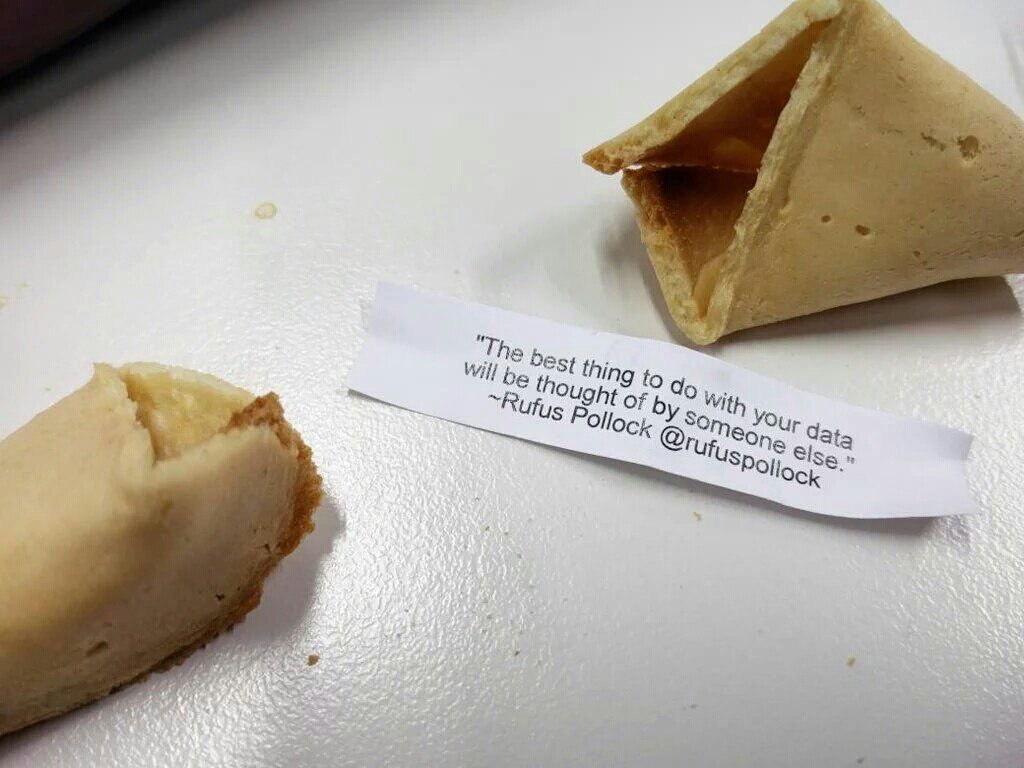 "The best thing to do with your data
will be thought of by someone else."
~Rufus Pollock @rufuspollock